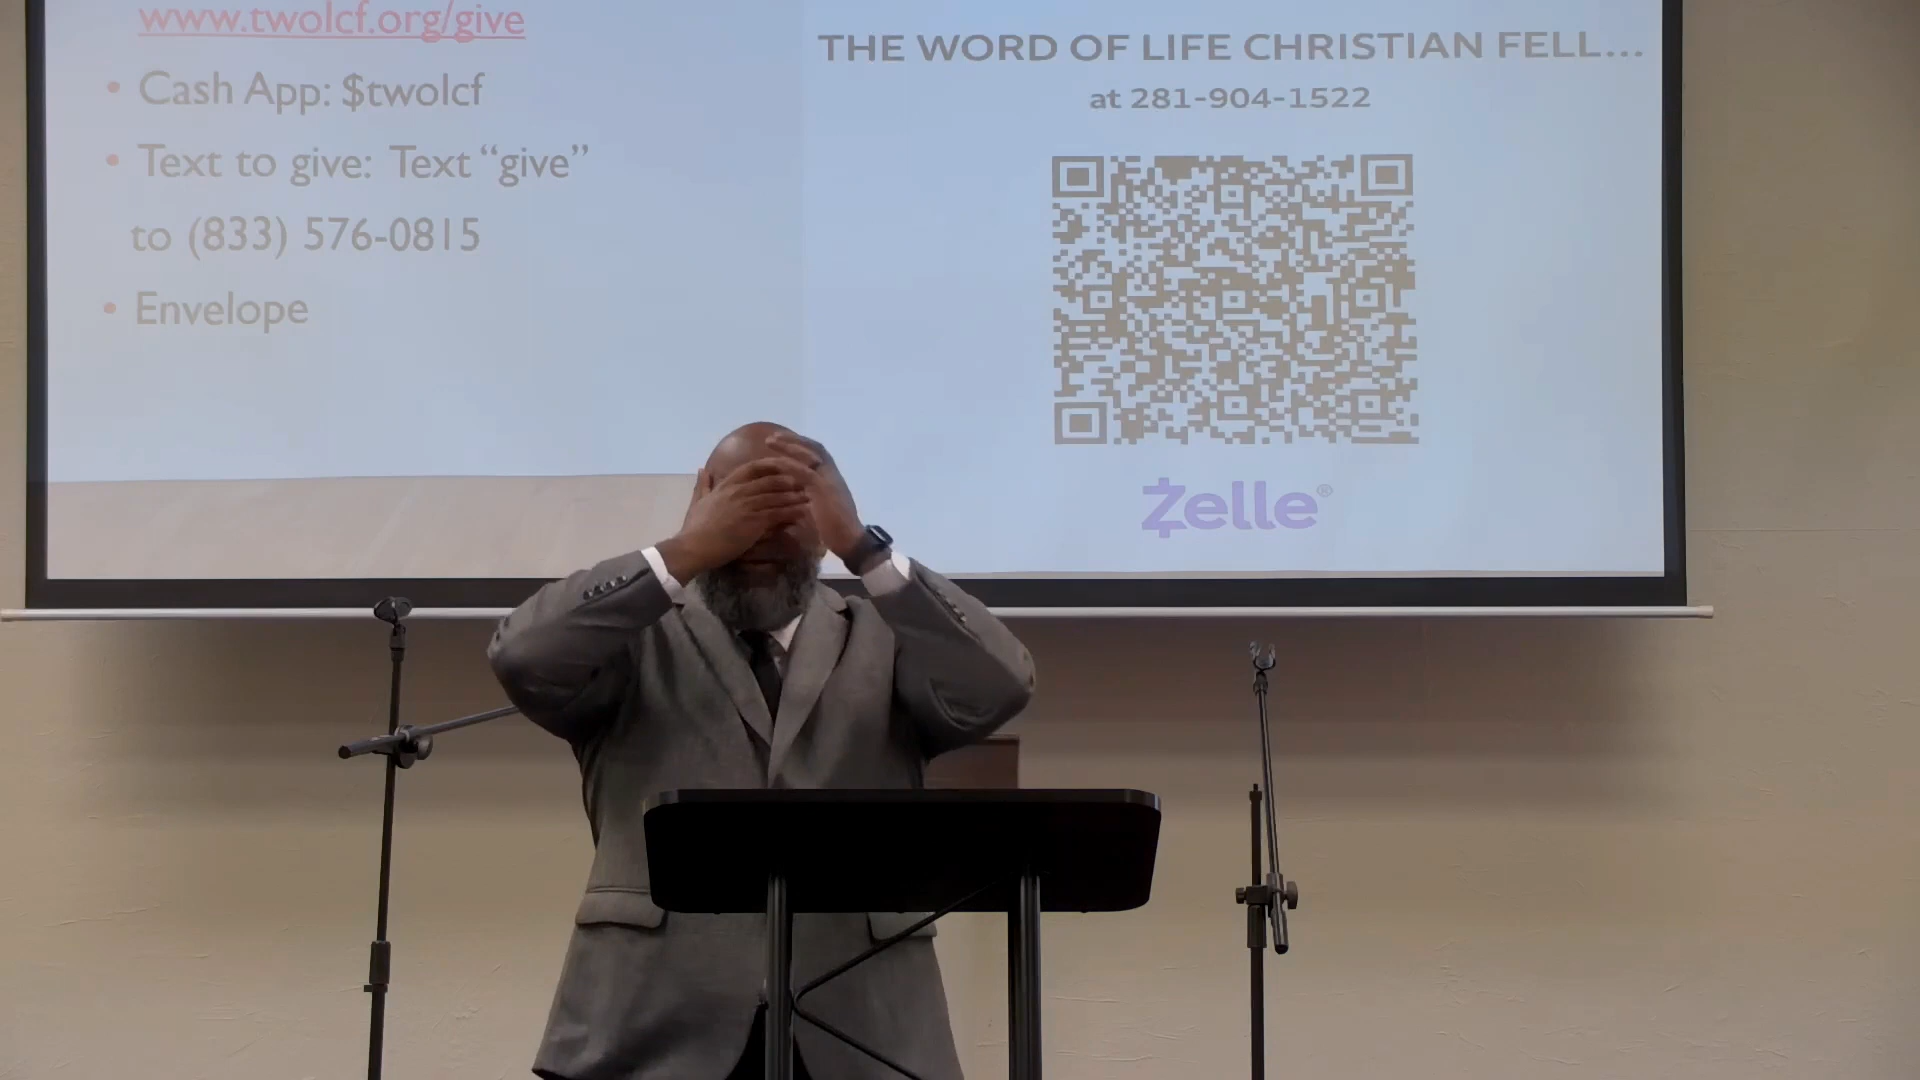 www.twolcf.org/give
• Cash App: $twolcf
• Text to give: Text “give”
to (833) 576-0815
• Envelope
THE WORD OF LIFE CHRISTIAN FELL...
at 281-904-1522
Zelle®